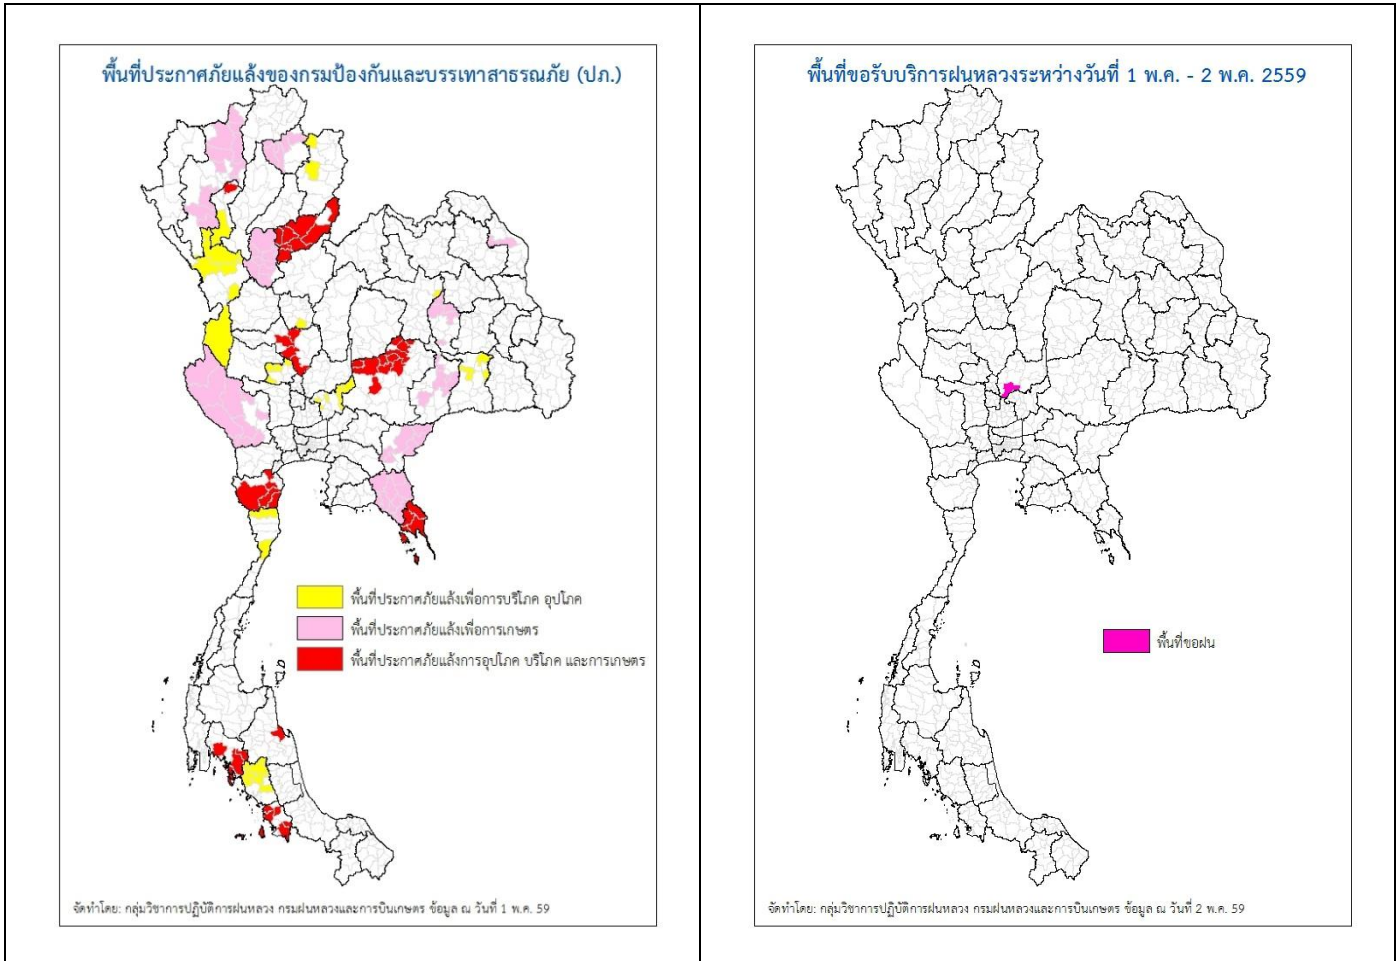 พื้นที่ประกาศภัยแล้งของกรมป้องกันและบรรเทาสาธารณภัย (ปภ.)
พื้นที่ประกาศภัยแล้งเพื่อการบริโภค อุปโภค
พื้นที่ประกาศภัยแล้งเพื่อการเกษตร
พื้นที่ประกาศภัยแล้งการอุปโภค บริโภค และการเกษตร
จัดทำโดย: กลุ่มวิชาการปฏิบัติการฝนหลวง กรมฝนหลวงและการบินเกษตร ข้อมูล ณ วันที่ 1 พ.ค. 59
พื้นที่ขอรับบริการฝนหลวงระหว่างวันที่ 1 พ.ค. - 2 พ.ค. 2559
พื้นที่ขอฝน
จัดทำโดย: กลุ่มวิชาการปฏิบัติการฝนหลวง กรมฝนหลวงและการบินเกษตร ข้อมูล ณ วันที่ 2 พ.ค. 59